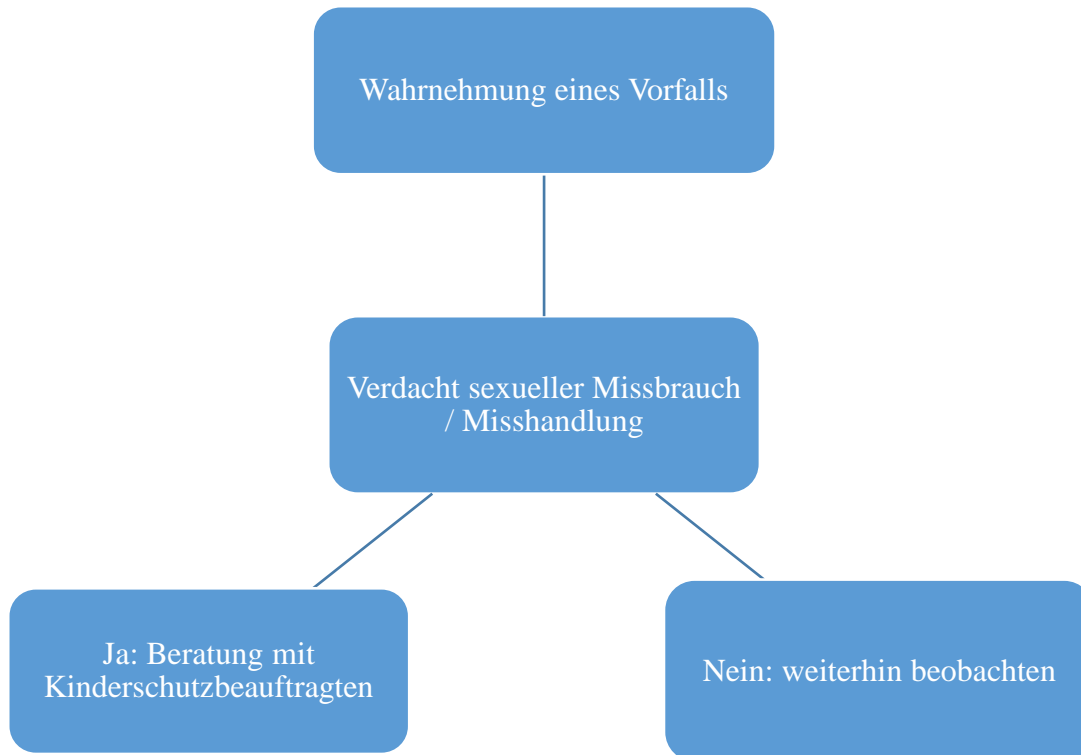 Wahrnehmung eines Vorfalls
Verdacht sexueller Missbrauch
/ Misshandlung
Ja: Beratung mit
Kinderschutzbeauftragten
Nein: weiterhin beobachten